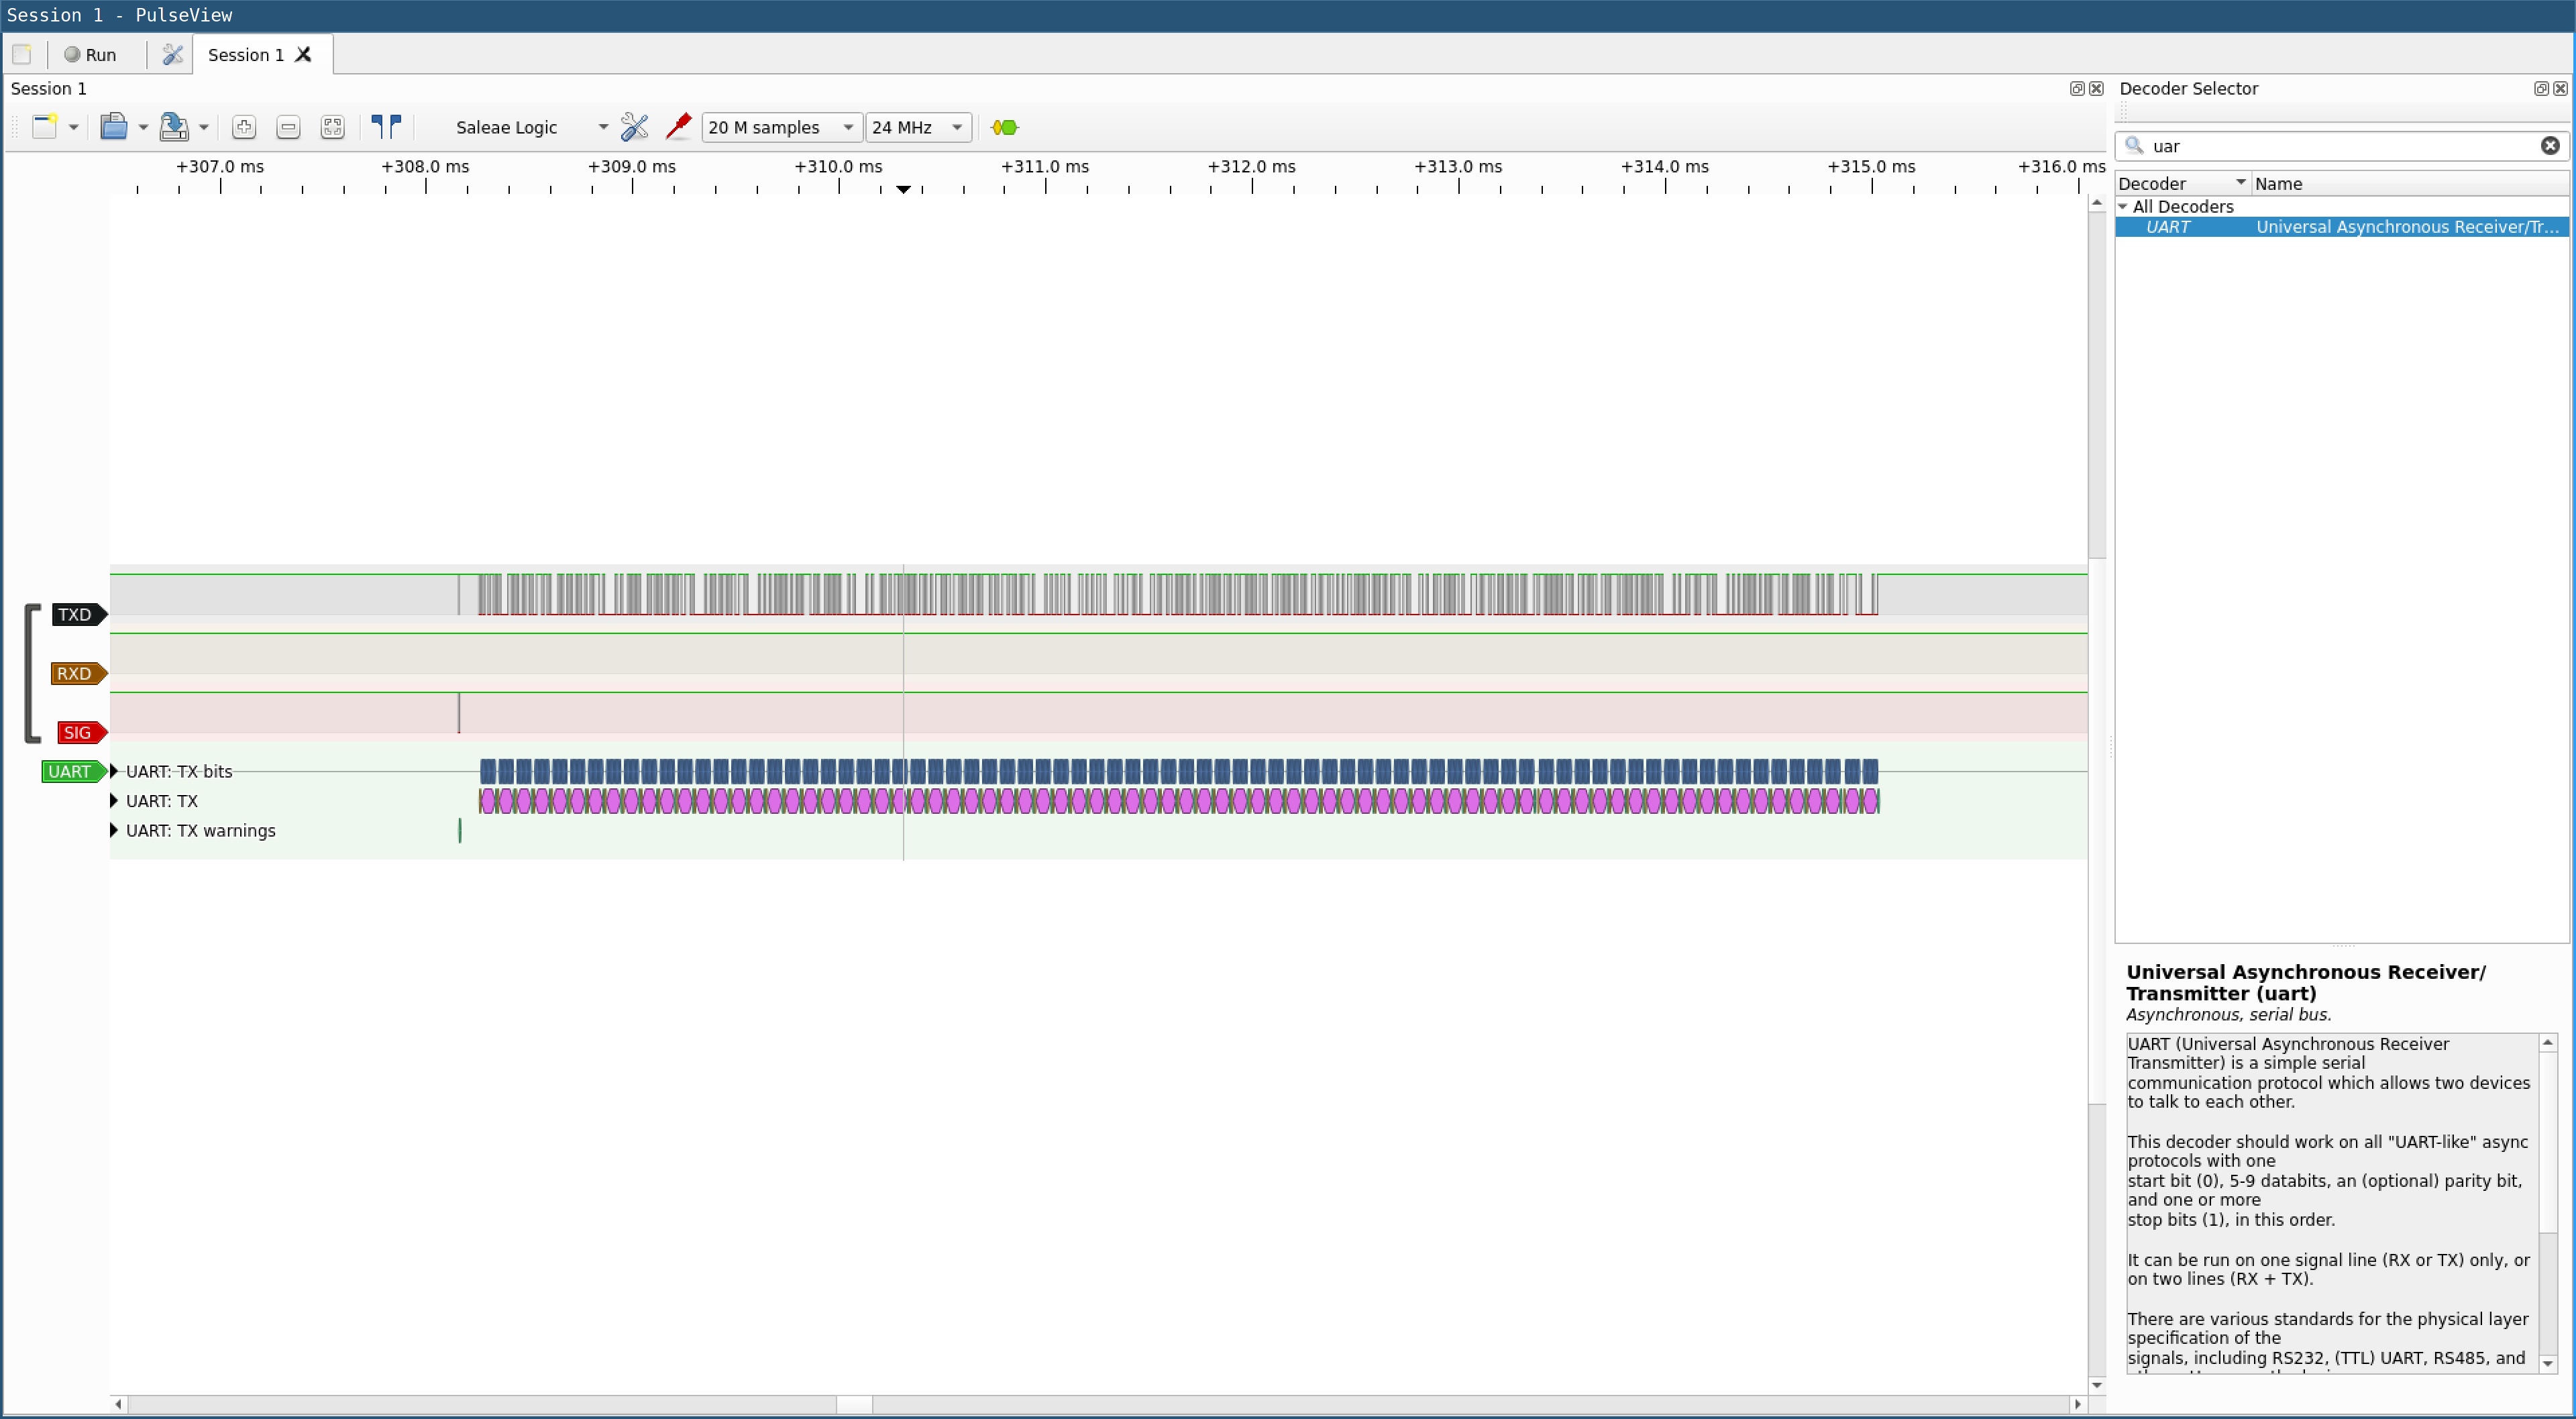 Session 1 - PulseView
Run
Session 1
Session 1
Decoder Selector
Saleae Logic
20 M samples
24 MHz
uar
+307.0 ms
+308.0 ms
+309.0 ms
+310.0 ms
+311.0 ms
+312.0 ms
+313.0 ms
+314.0 ms
+315.0 ms
+316.0 ms
Decoder
Name
All Decoders
UART
Universal Asynchronous Receiver/Tr...
TXD
RXD
SIG
UART
UART: TX bits
UART: TX
UART: TX warnings
Universal Asynchronous Receiver/
Transmitter (uart)
Asynchronous, serial bus.
UART (Universal Asynchronous Receiver
Transmitter) is a simple serial
communication protocol which allows two devices
to talk to each other.
This decoder should work on all "UART-like" async
protocols with one
start bit (0), 5-9 databits, an (optional) parity bit,
and one or more
stop bits (1), in this order.
It can be run on one signal line (RX or TX) only, or
on two lines (RX + TX).
There are various standards for the physical layer
specification of the
signals, including RS232, (TTL) UART, RS485, and